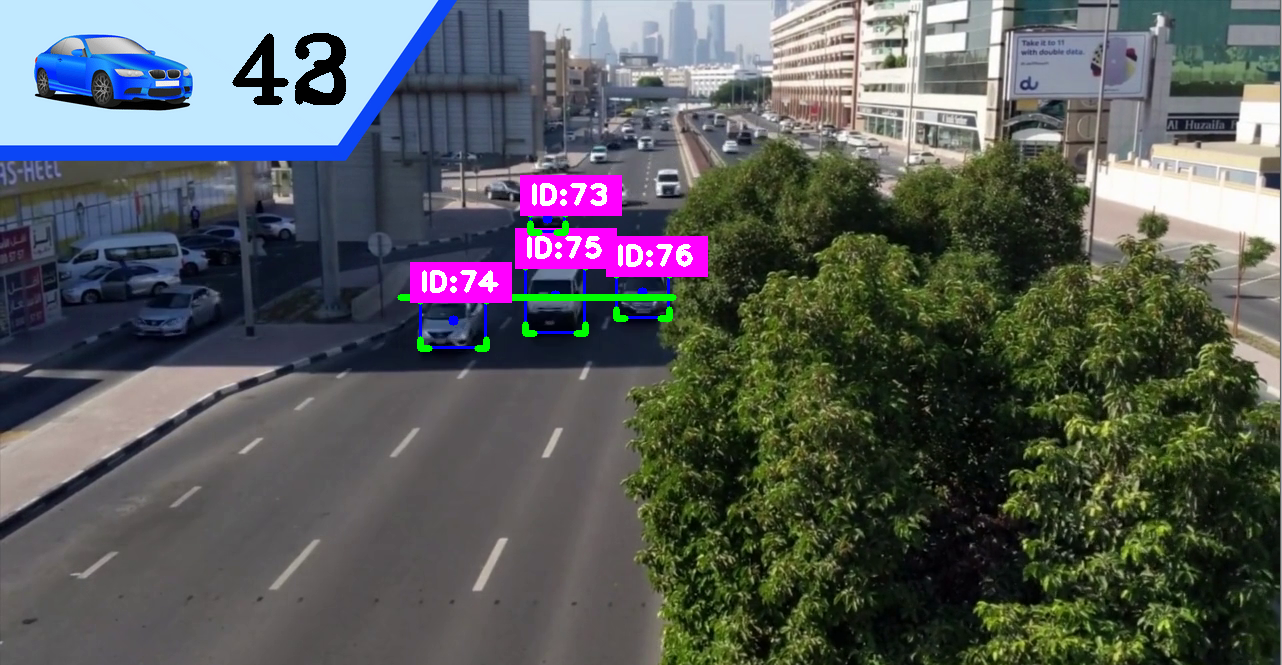 43
Take it to 11
with double data.
du
Al Huzaifa
AS-HEEL
ID:73
ID:75
ID:76
ID:74